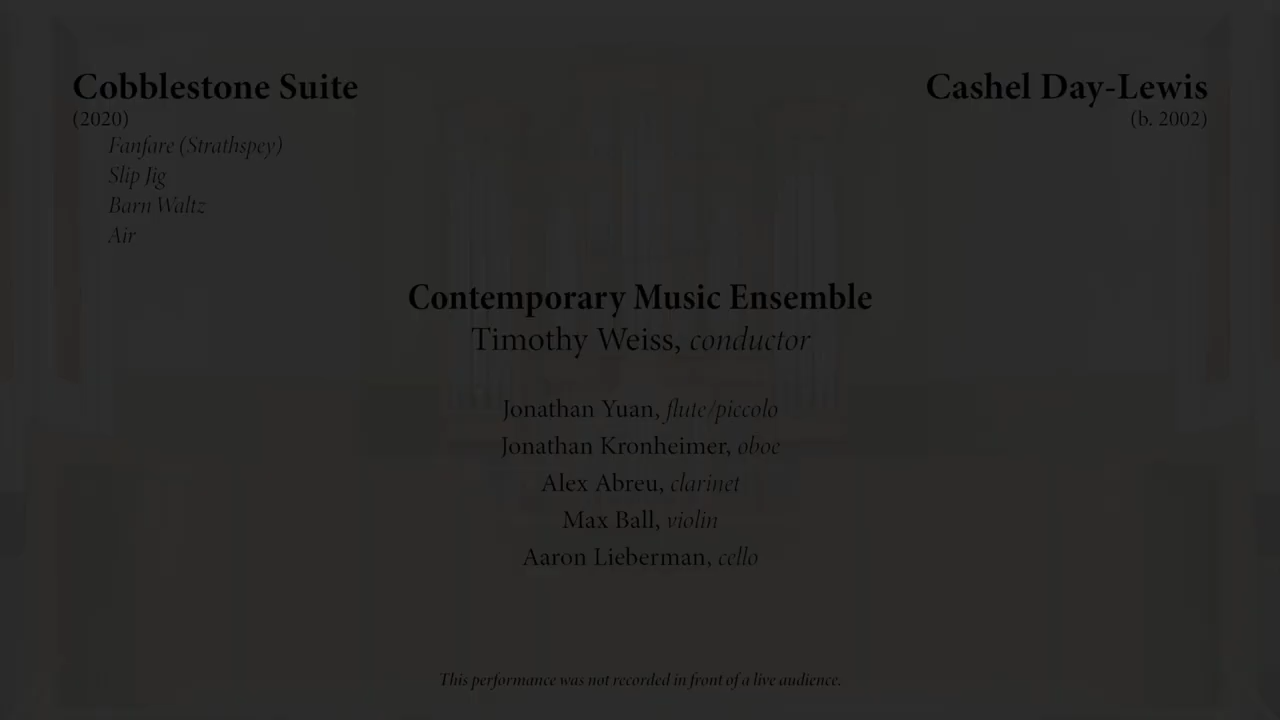 Cobblestone Suite
Cashel Day-Lewis
(2020)
(b. 2002)
Fanfare (Strathspey)
Slip Jig
Barn Waltz
Air
Contemporary Music Ensemble
Timothy Weiss, conductor
Jonathan Yuan, flute/piccolo
Jonathan Kronheimer, oboe
Alex Abreu, clarinet
Max Ball, violin
Aaron Lieberman, cello
This performance was not recorded in front of a live audience.